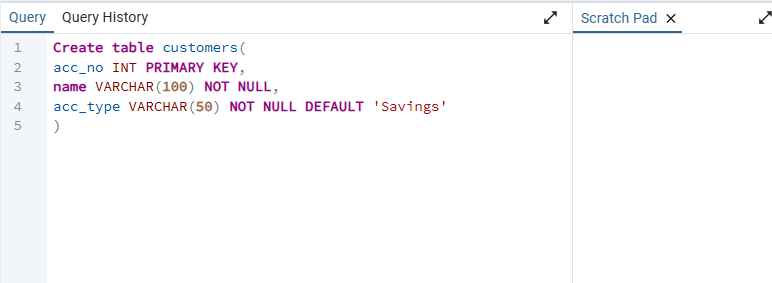 Query Query History Scratch Pad
1 Create table customers(
2 acc_no INT PRIMARY KEY,
3 name VARCHAR(100) NOT NULL,
4 acc_type VARCHAR(50) NOT NULL DEFAULT 'Savings'
5 )